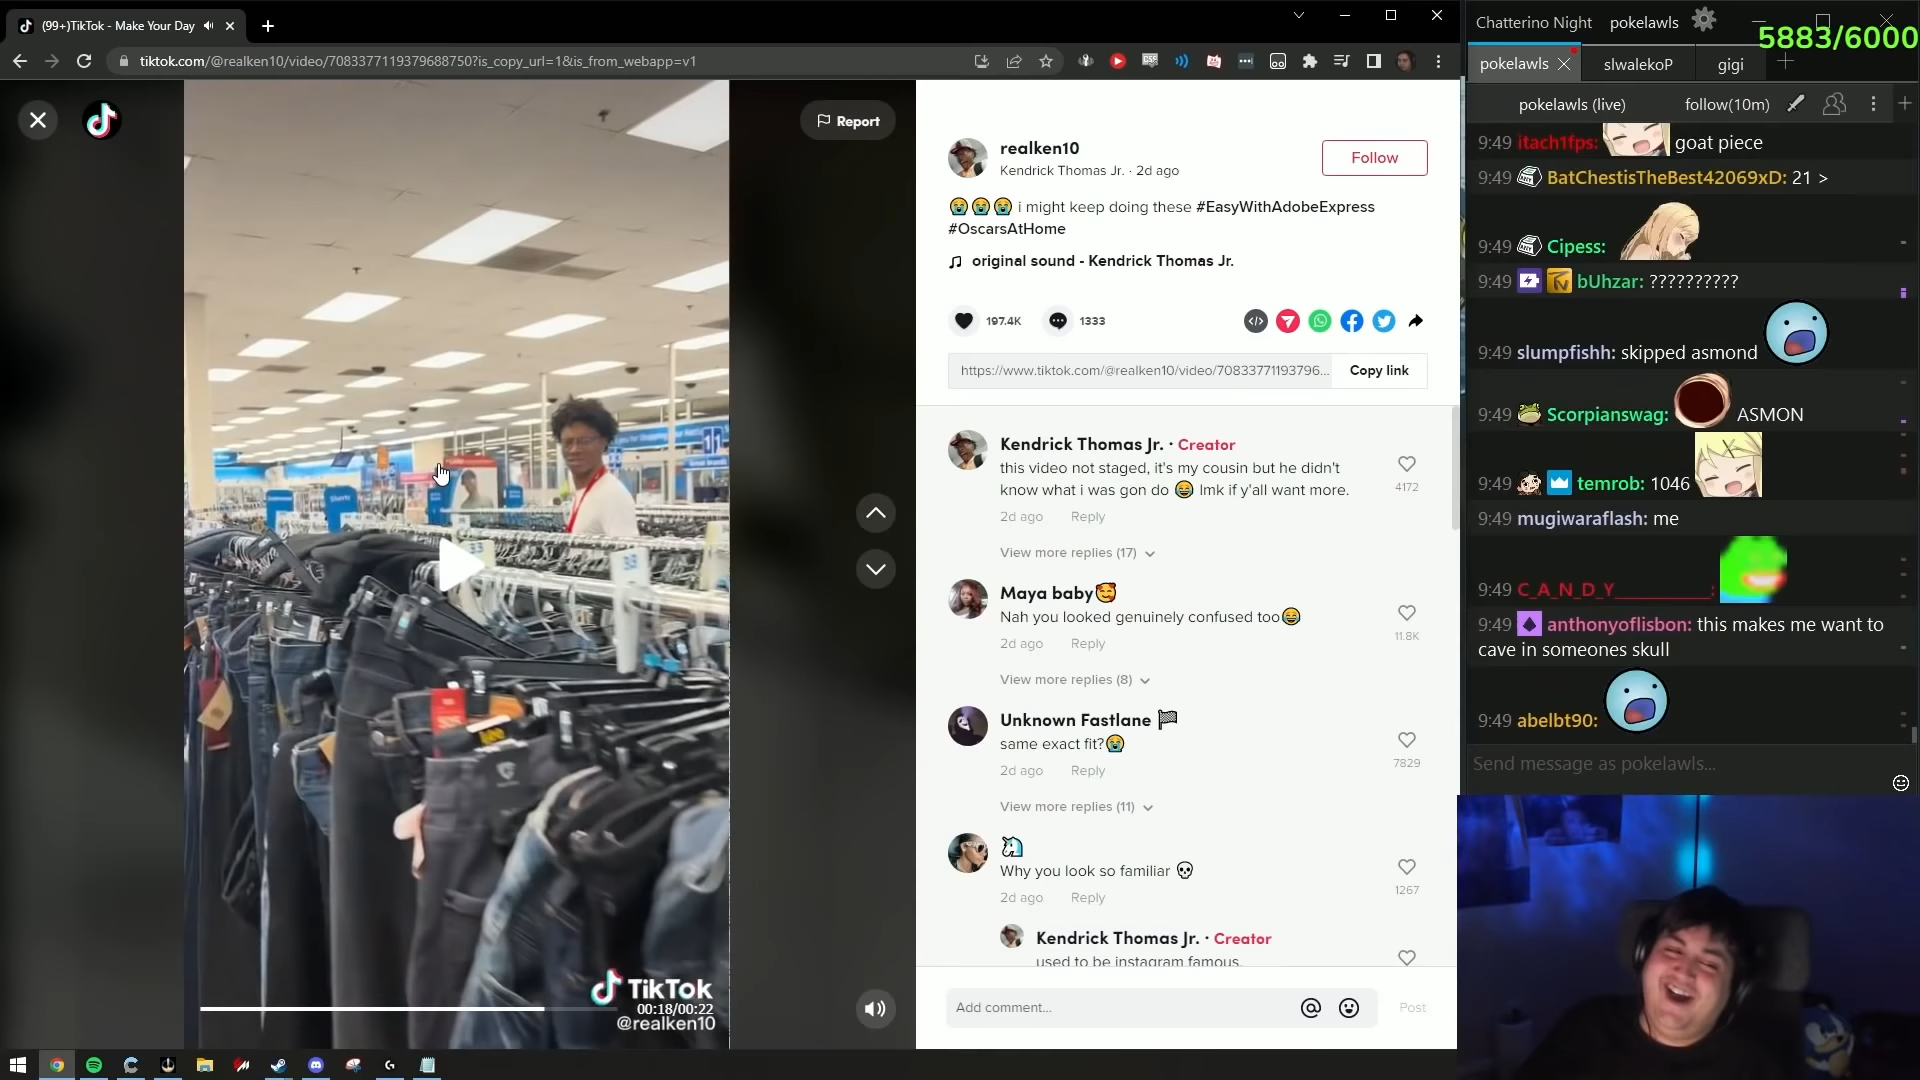 (99+)TikTok - Make Your Day
tiktok.com/@realken10/video/7083377119379688750?is_copy_url=1&is_from_webapp=v1
Report
TikTok
00:18/00:22
@realken10
realken10
Kendrick Thomas Jr. · 2d ago
Follow
😭😭😭 i might keep doing these #EasyWithAdobeExpress
#OscarsAtHome
original sound - Kendrick Thomas Jr.
197.4K
1333
https://www.tiktok.com/@realken10/video/70833771193796...
Copy link
Kendrick Thomas Jr. · Creator
this video not staged, it's my cousin but he didn't
know what i was gon do 😂 lmk if y'all want more.
4172
2d ago Reply
View more replies (17)
Maya baby🥰
Nah you looked genuinely confused too😂
11.8K
2d ago Reply
View more replies (8)
Unknown Fastlane 🏁
same exact fit?😭
7829
2d ago Reply
View more replies (11)
🦄
Why you look so familiar 💀
1267
2d ago Reply
Kendrick Thomas Jr. · Creator
used to be instagram famous.
Add comment...
Post
Chatterino Night pokelawls
5883/6000
pokelawls
slwalekoP
gigi
pokelawls (live)
follow(10m)
9:49 itach1fps: goat piece
9:49 BatChestisTheBest42069xD: 21 >
9:49 Cipess:
9:49 bUhzar: ??????????
9:49 slumpfishh: skipped asmond
9:49 Scorpianswag: ASMON
9:49 temrob: 1046
9:49 mugiwaraflash: me
9:49 C_A_N_D_Y__________:
9:49 anthonyoflisbon: this makes me want to
cave in someones skull
9:49 abelbt90:
Send message as pokelawls...